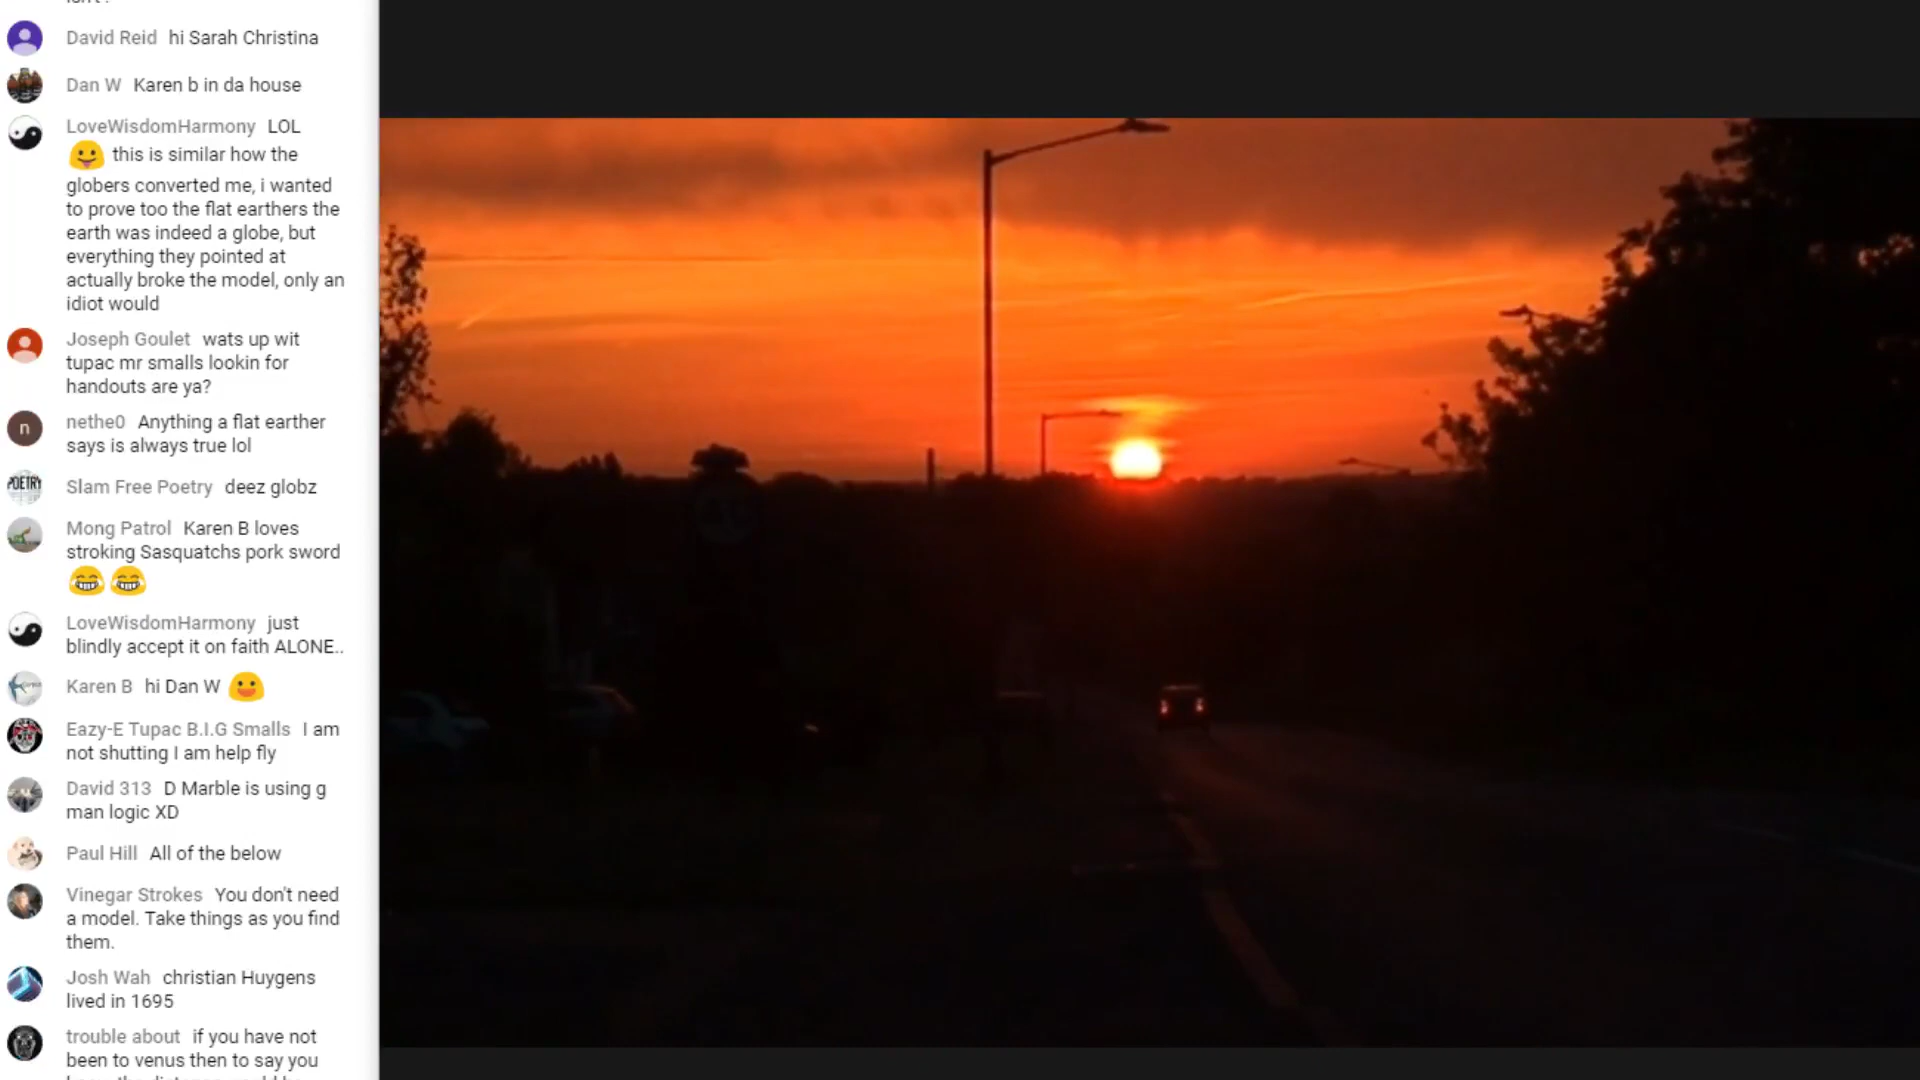 David Reid hi Sarah Christina
Dan W Karen b in da house
LoveWisdomHarmony LOL
this is similar how the
globers converted me, i wanted
to prove too the flat earthers the
earth was indeed a globe, but
everything they pointed at
actually broke the model, only an
idiot would
Joseph Goulet wats up wit
tupac mr smalls lookin for
handouts are ya?
n
nethe0 Anything a flat earther
says is always true lol
POETRY
Slam Free Poetry deez globz
Mong Patrol Karen B loves
stroking Sasquatchs pork sword
LoveWisdomHarmony just
blindly accept it on faith ALONE..
Karen B hi Dan W
Eazy-E Tupac B.I.G Smalls I am
not shutting I am help fly
David 313 D Marble is using g
man logic XD
Paul Hill All of the below
Vinegar Strokes You don't need
a model. Take things as you find
them.
Josh Wah christian Huygens
lived in 1695
trouble about if you have not
been to venus then to say you